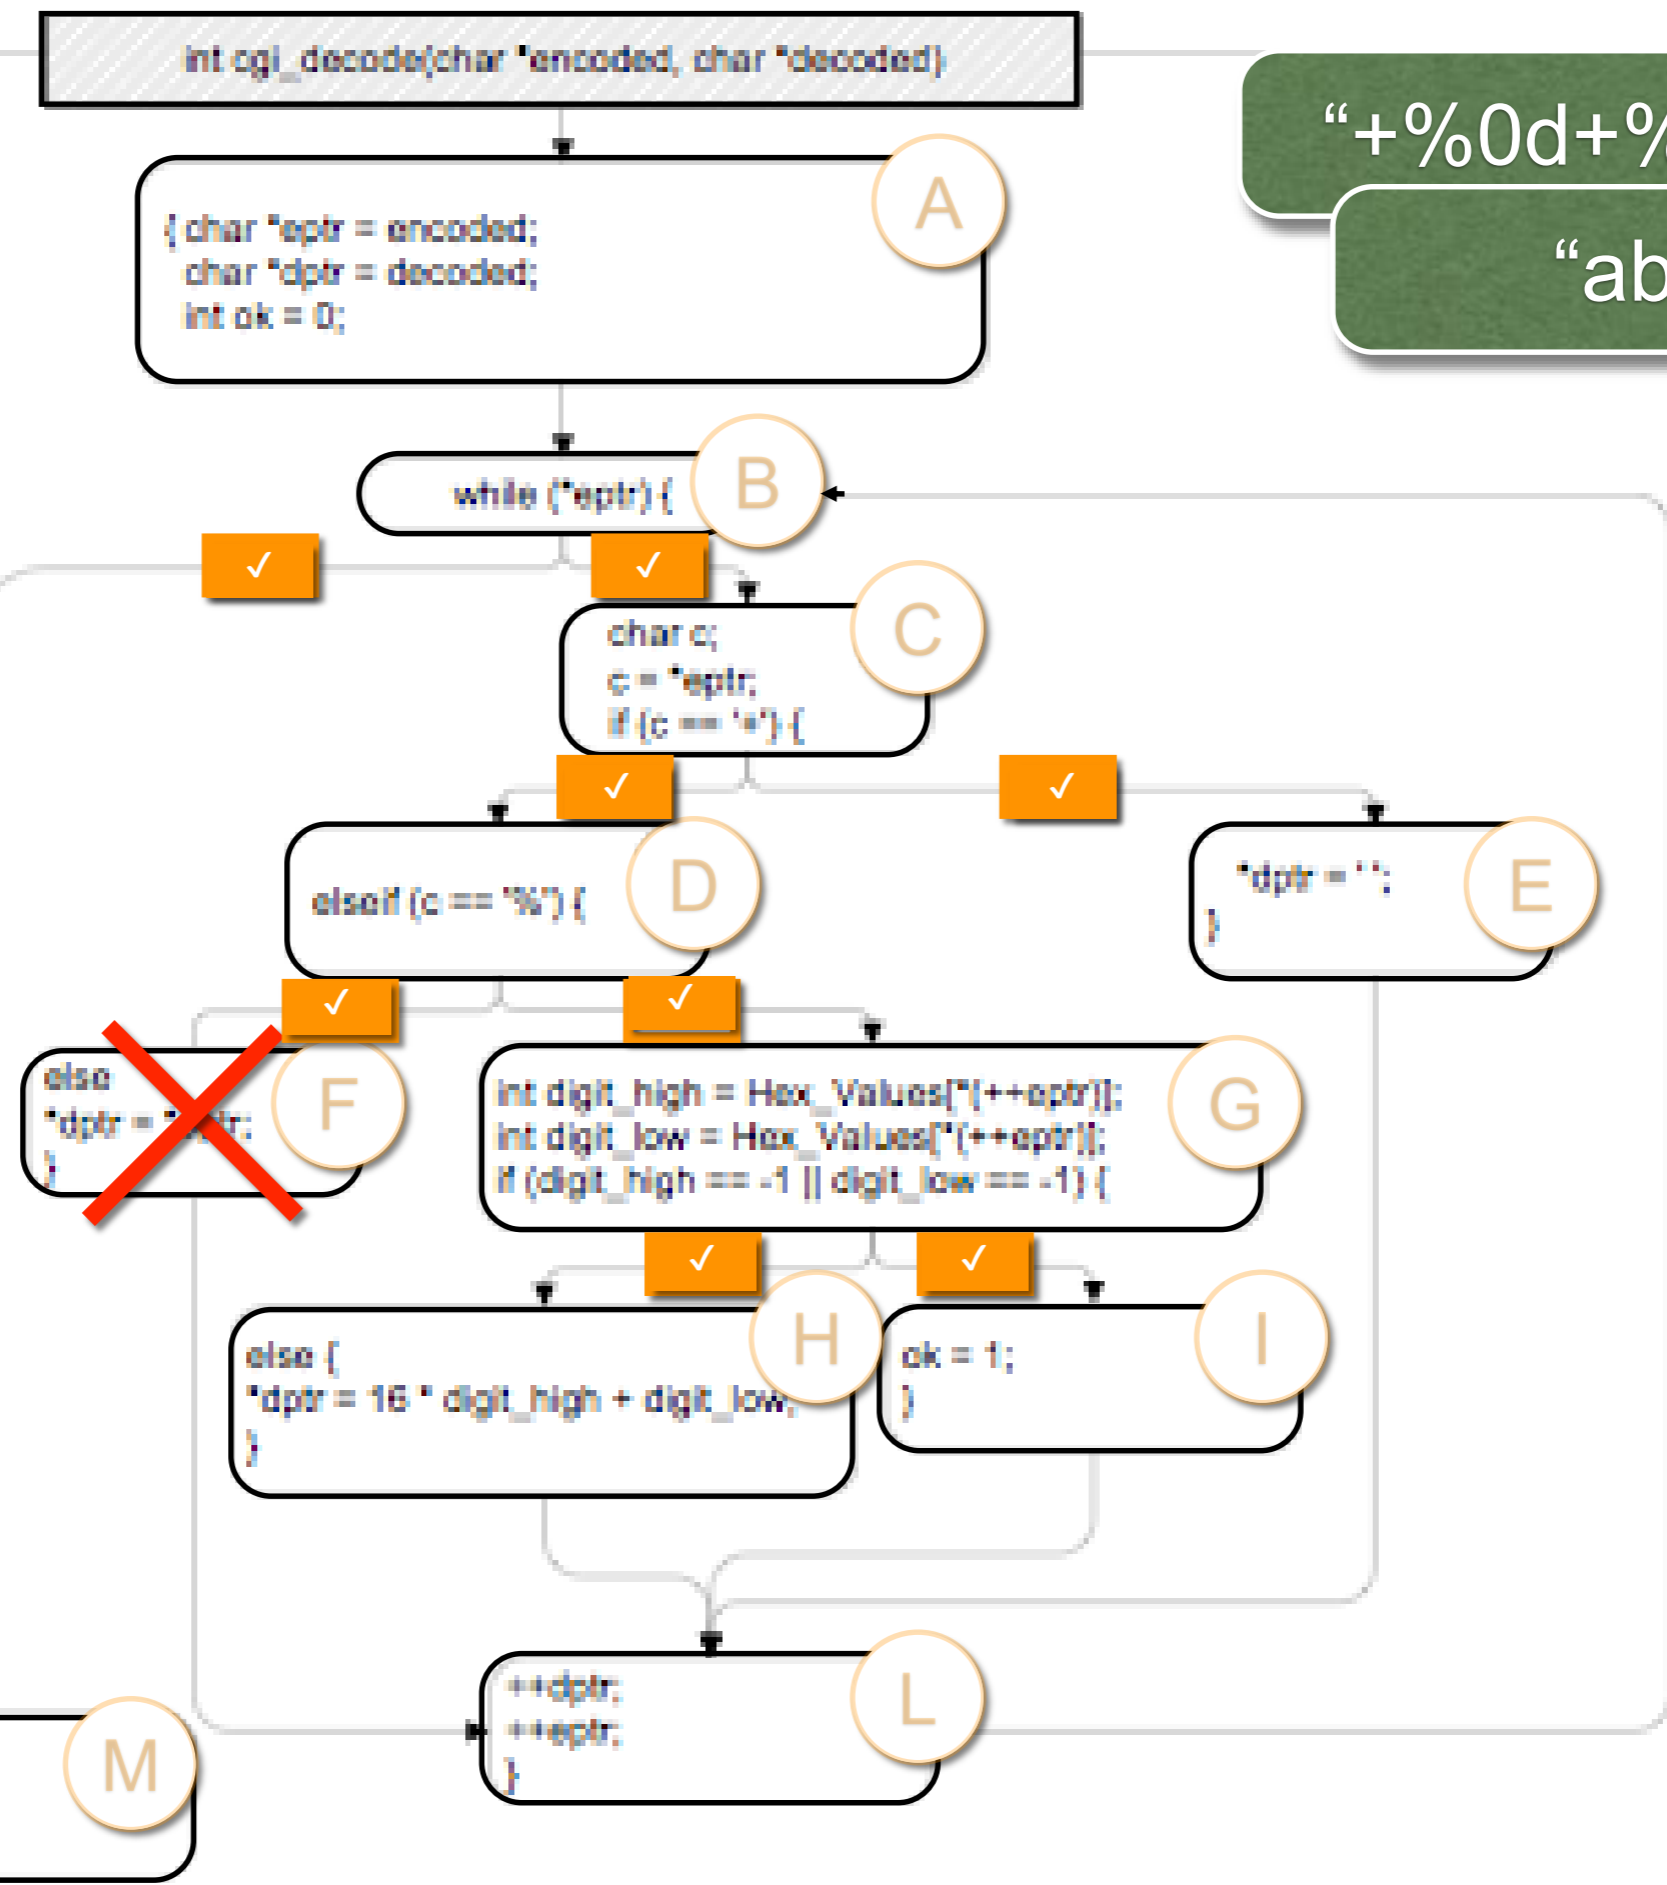 int cgi_decode(char *encoded, char *decoded)
“+%0d+%
“ab
A
{ char *eptr = encoded;
char *dptr = decoded;
int ok = 0;
B
while (*eptr) {
✓
✓
C
char c;
c = *eptr;
if (c == '+') {
✓
✓
D
elseif (c == '%') {
E
*dptr = ' ';
}
✓
✓
F
else
*dptr =
}
G
int digit_high = Hex_Values[*(++eptr)];
int digit_low = Hex_Values[*(++eptr)];
if (digit_high == -1 || digit_low == -1) {
✓
✓
H
else {
*dptr = 16 * digit_high + digit_low;
}
I
ok = 1;
}
L
++dptr;
++eptr;
}
M